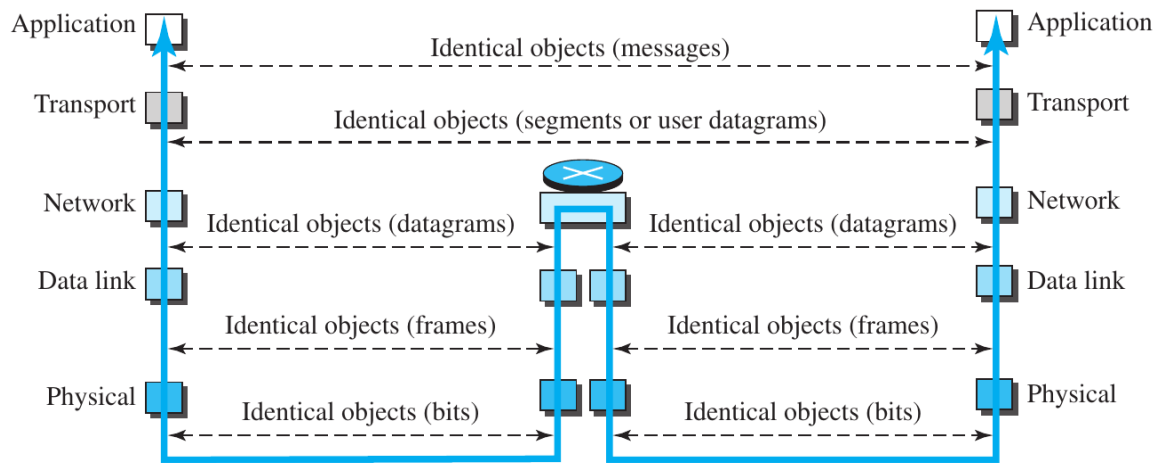 Application
Application
Identical objects (messages)
Transport
Transport
Identical objects (segments or user datagrams)
Network
Network
Identical objects (datagrams)
Identical objects (datagrams)
Data link
Data link
Identical objects (frames)
Identical objects (frames)
Physical
Physical
Identical objects (bits)
Identical objects (bits)